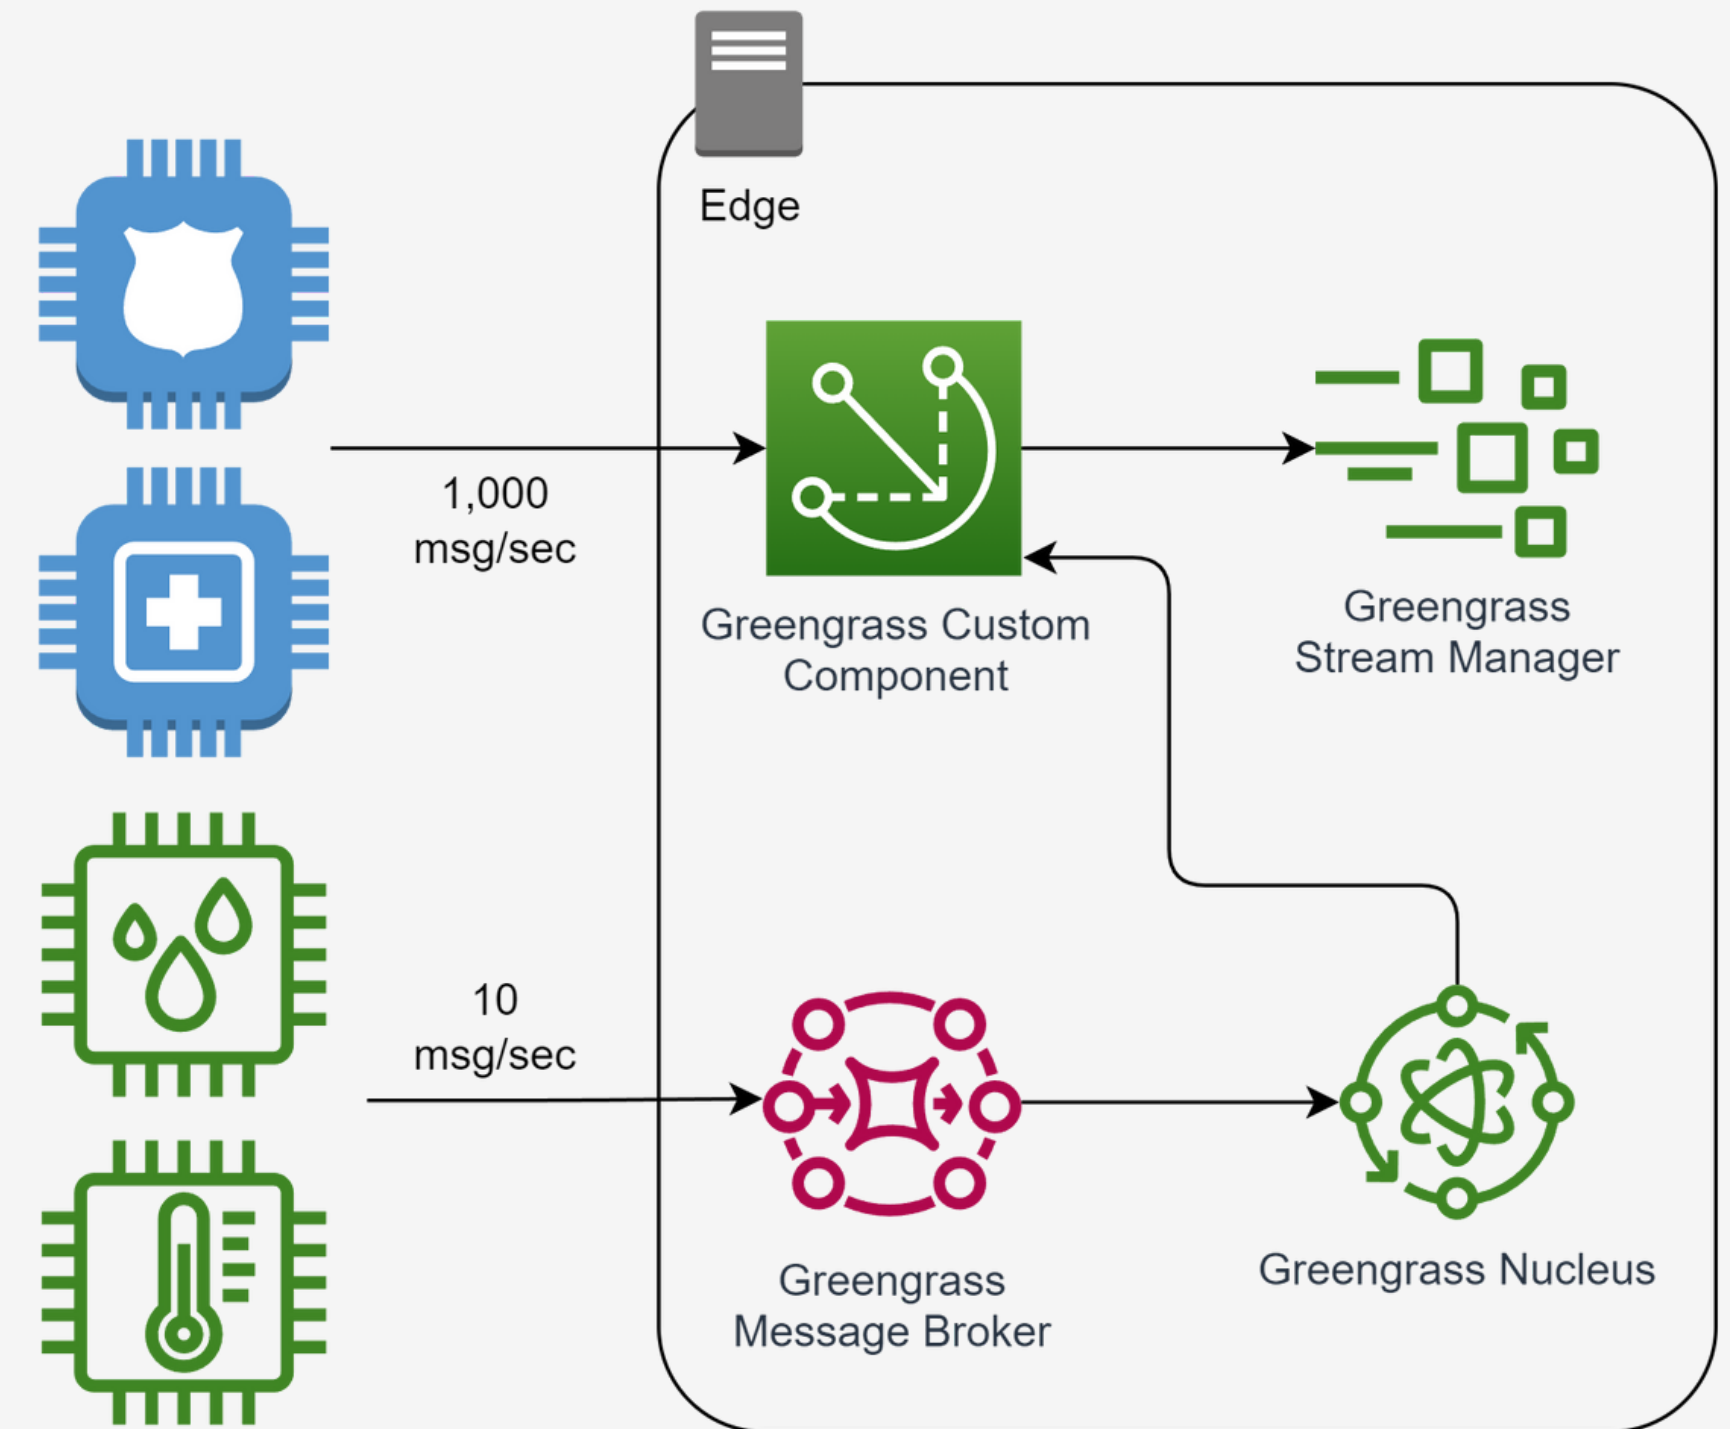 Edge
1,000
msg/sec
Greengrass Custom
Component
Greengrass
Stream Manager
10
msg/sec
Greengrass
Message Broker
Greengrass Nucleus